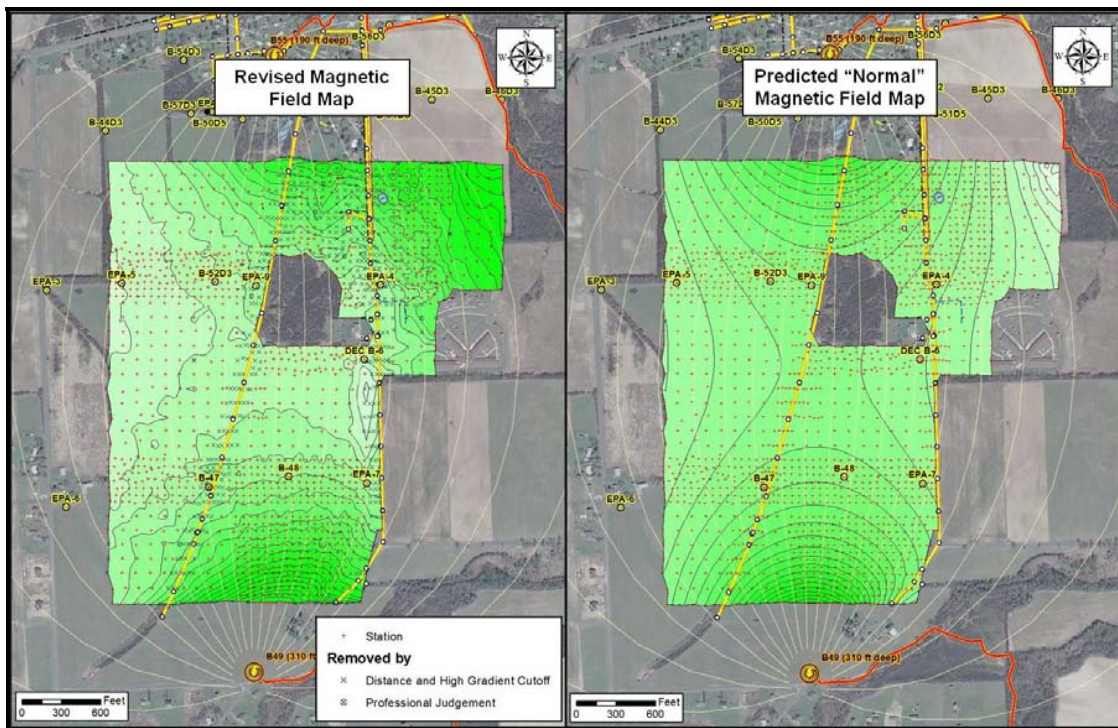 B55 (190 ft deep)
B-56D3
B-54D3
Revised Magnetic
Field Map
N
W
E
S
B-57D3
EPA
B-50D5
B-45D3
B-46D3
B-44D3
EPA-5
B-52D3
EPA-9
EPA-4
EPA-3
DEC B-6
B-48
EPA-7
B-47
EPA-6
B49 (310 ft deep)
Feet
0 300 600
Station
Removed by
Distance and High Gradient Cutoff
Professional Judgement
B55 (190 ft deep)
B-56D3
B-54D3
Predicted “Normal”
Magnetic Field Map
N
W
E
S
B-50D5
B-45D3
B-46D3
B-51D5
B-44D3
EPA-5
B-52D3
EPA-9
EPA-4
EPA-3
DEC B-6
B-48
EPA-7
B-47
EPA-6
B49 (310 ft deep)
Feet
0 300 600